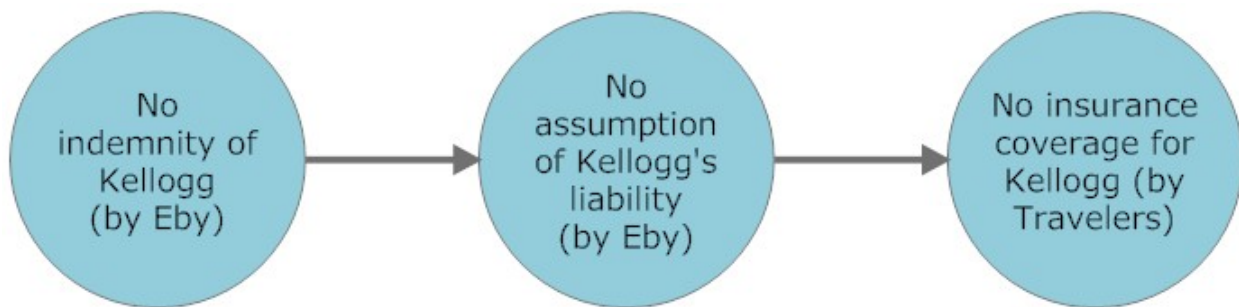 No
indemnity of
Kellogg
(by Eby)
No
assumption
of Kellogg's
liability
(by Eby)
No insurance
coverage for
Kellogg (by
Travelers)